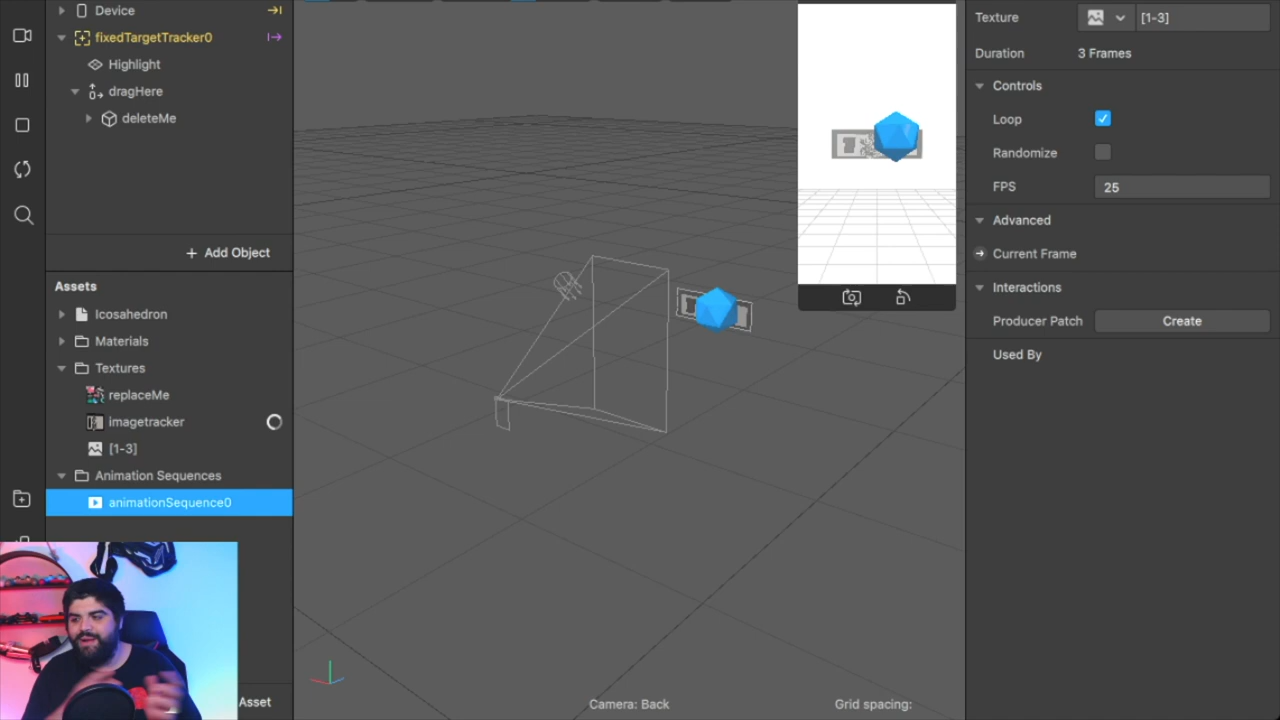 Device
fixedTargetTracker0
Highlight
dragHere
deleteMe
+ Add Object
Assets
Icosahedron
Materials
Textures
replaceMe
imagetracker
[1-3]
Animation Sequences
animationSequence0
Asset
Camera: Back
Grid spacing:
Texture
[1-3]
Duration
3 Frames
Controls
Loop
Randomize
FPS
25
Advanced
Current Frame
Interactions
Producer Patch
Create
Used By